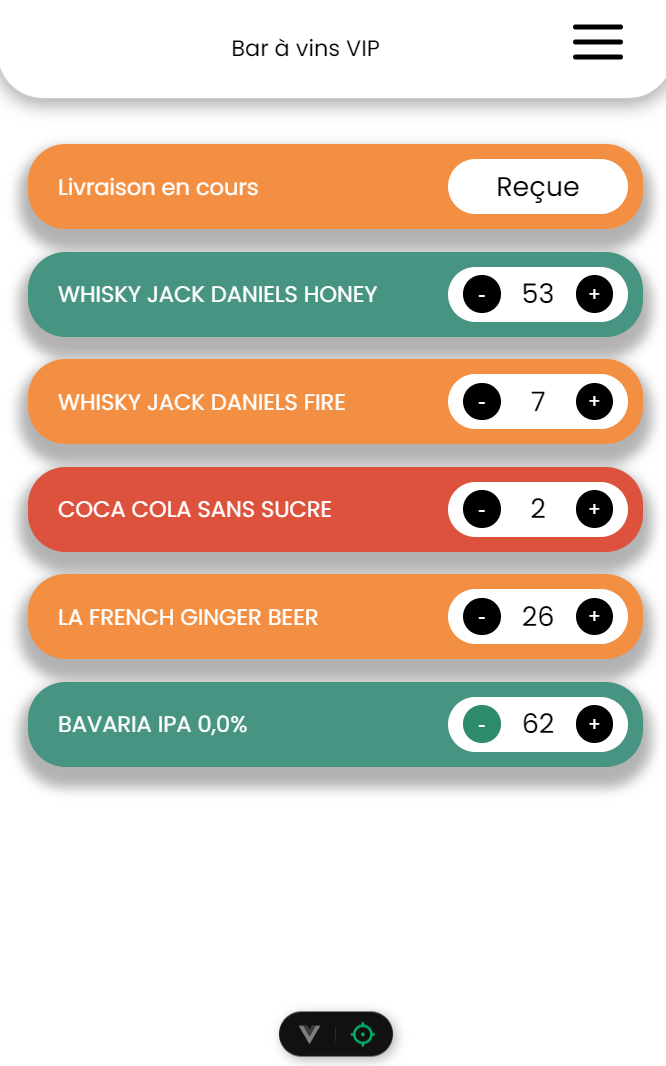 Bar à vins VIP
Livraison en cours Reçue
WHISKY JACK DANIELS HONEY - 53 +
WHISKY JACK DANIELS FIRE - 7 +
COCA COLA SANS SUCRE - 2 +
LA FRENCH GINGER BEER - 26 +
BAVARIA IPA 0,0% - 62 +